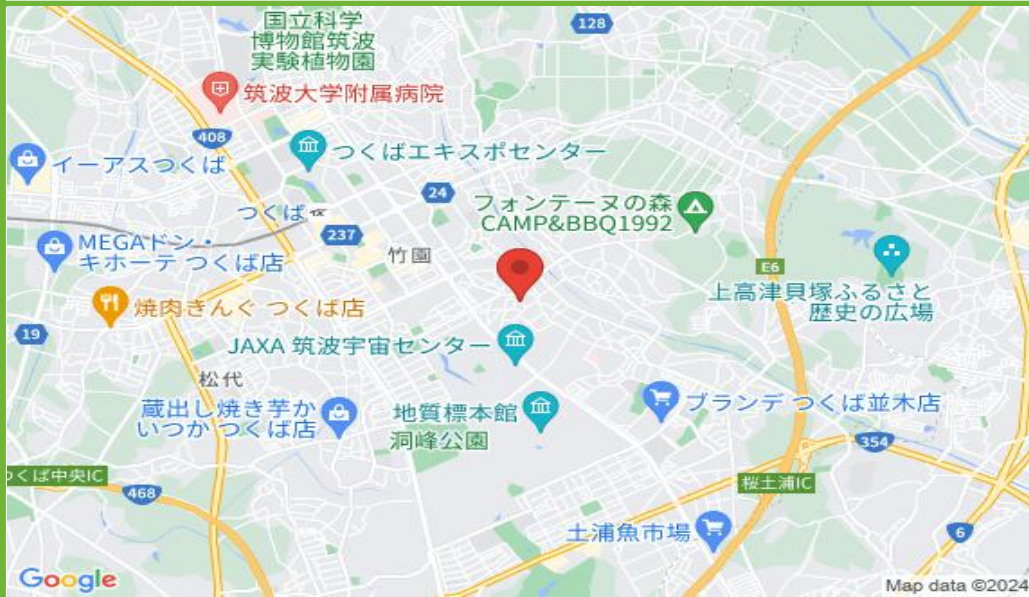 国立科学
博物館筑波
実験植物園
128
筑波大学附属病院
408
つくばエキスポセンター
イーアスつくば
24
フォンテーヌの森
CAMP&BBQ1992
つくば
237
竹園
MEGAドン・
キホーテ つくば店
E6
上高津貝塚ふるさと
歴史の広場
焼肉きんぐ つくば店
19
JAXA 筑波宇宙センター
松代
蔵出し焼き芋か
いつか つくば店
地質標本館
洞峰公園
ブランデ つくば並木店
354
つくば中央IC
468
桜土浦IC
土浦魚市場
6
Google
Map data ©2024